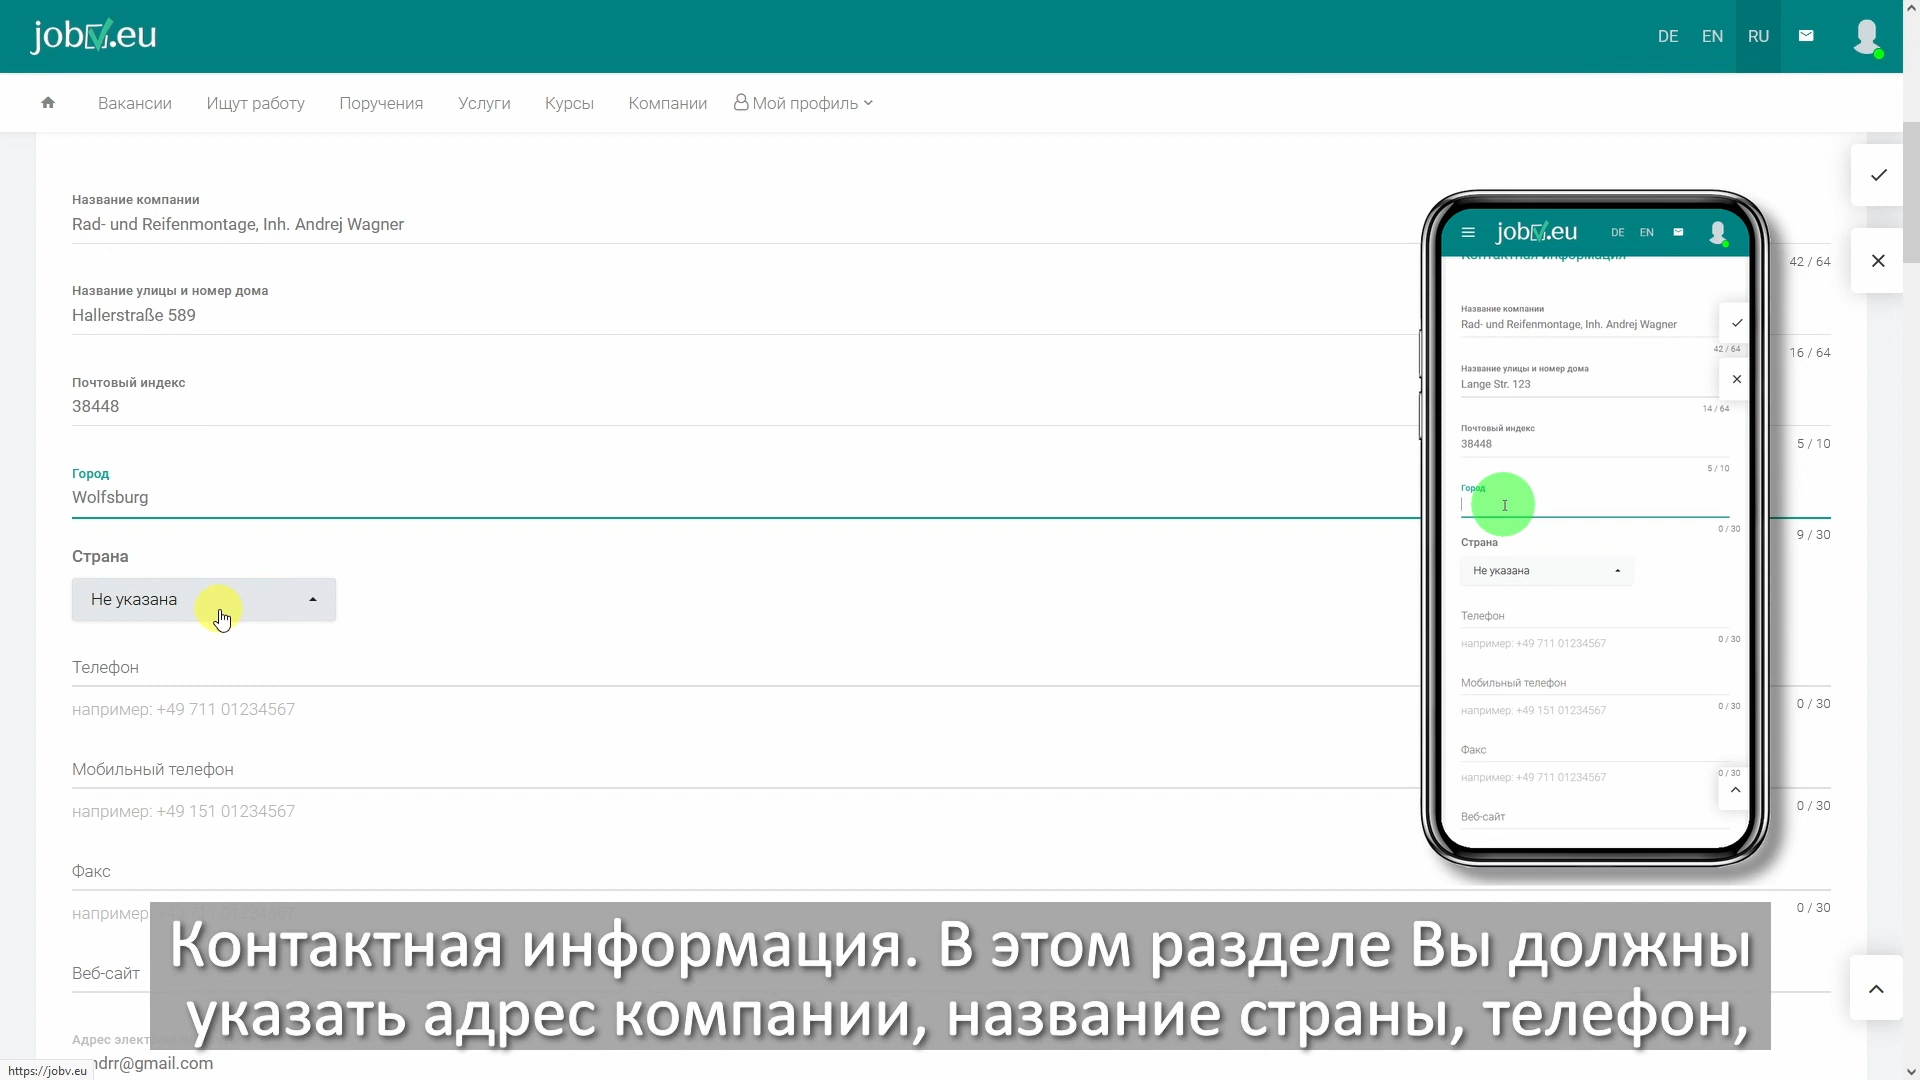 jobv.eu
DE EN RU
Вакансии Ищут работу Поручения Услуги Курсы Компании Мой профиль
Название компании
Rad- und Reifenmontage, Inh. Andrej Wagner
42 / 64
Название улицы и номер дома
Hallerstraße 589
16 / 64
Почтовый индекс
38448
5 / 10
Город
Wolfsburg
9 / 30
Страна
Не указана
Телефон
например: +49 711 01234567
0 / 30
Мобильный телефон
например: +49 151 01234567
0 / 30
Факс
например
0 / 30
Веб-сайт
ndrr@gmail.com
https://jobv.eu
jobv.eu DE EN
Контактная информация
Название компании
Rad- und Reifenmontage, Inh. Andrej Wagner
42 / 64
Название улицы и номер дома
Lange Str. 123
14 / 64
Почтовый индекс
38448
5 / 10
Город
0 / 30
Страна
Не указана
Телефон
например: +49 711 01234567
0 / 30
Мобильный телефон
например: +49 151 01234567
0 / 30
Факс
например: +49 711 01234567
0 / 30
Веб-сайт
Контактная информация. В этом разделе Вы должны
указать адрес компании, название страны, телефон,